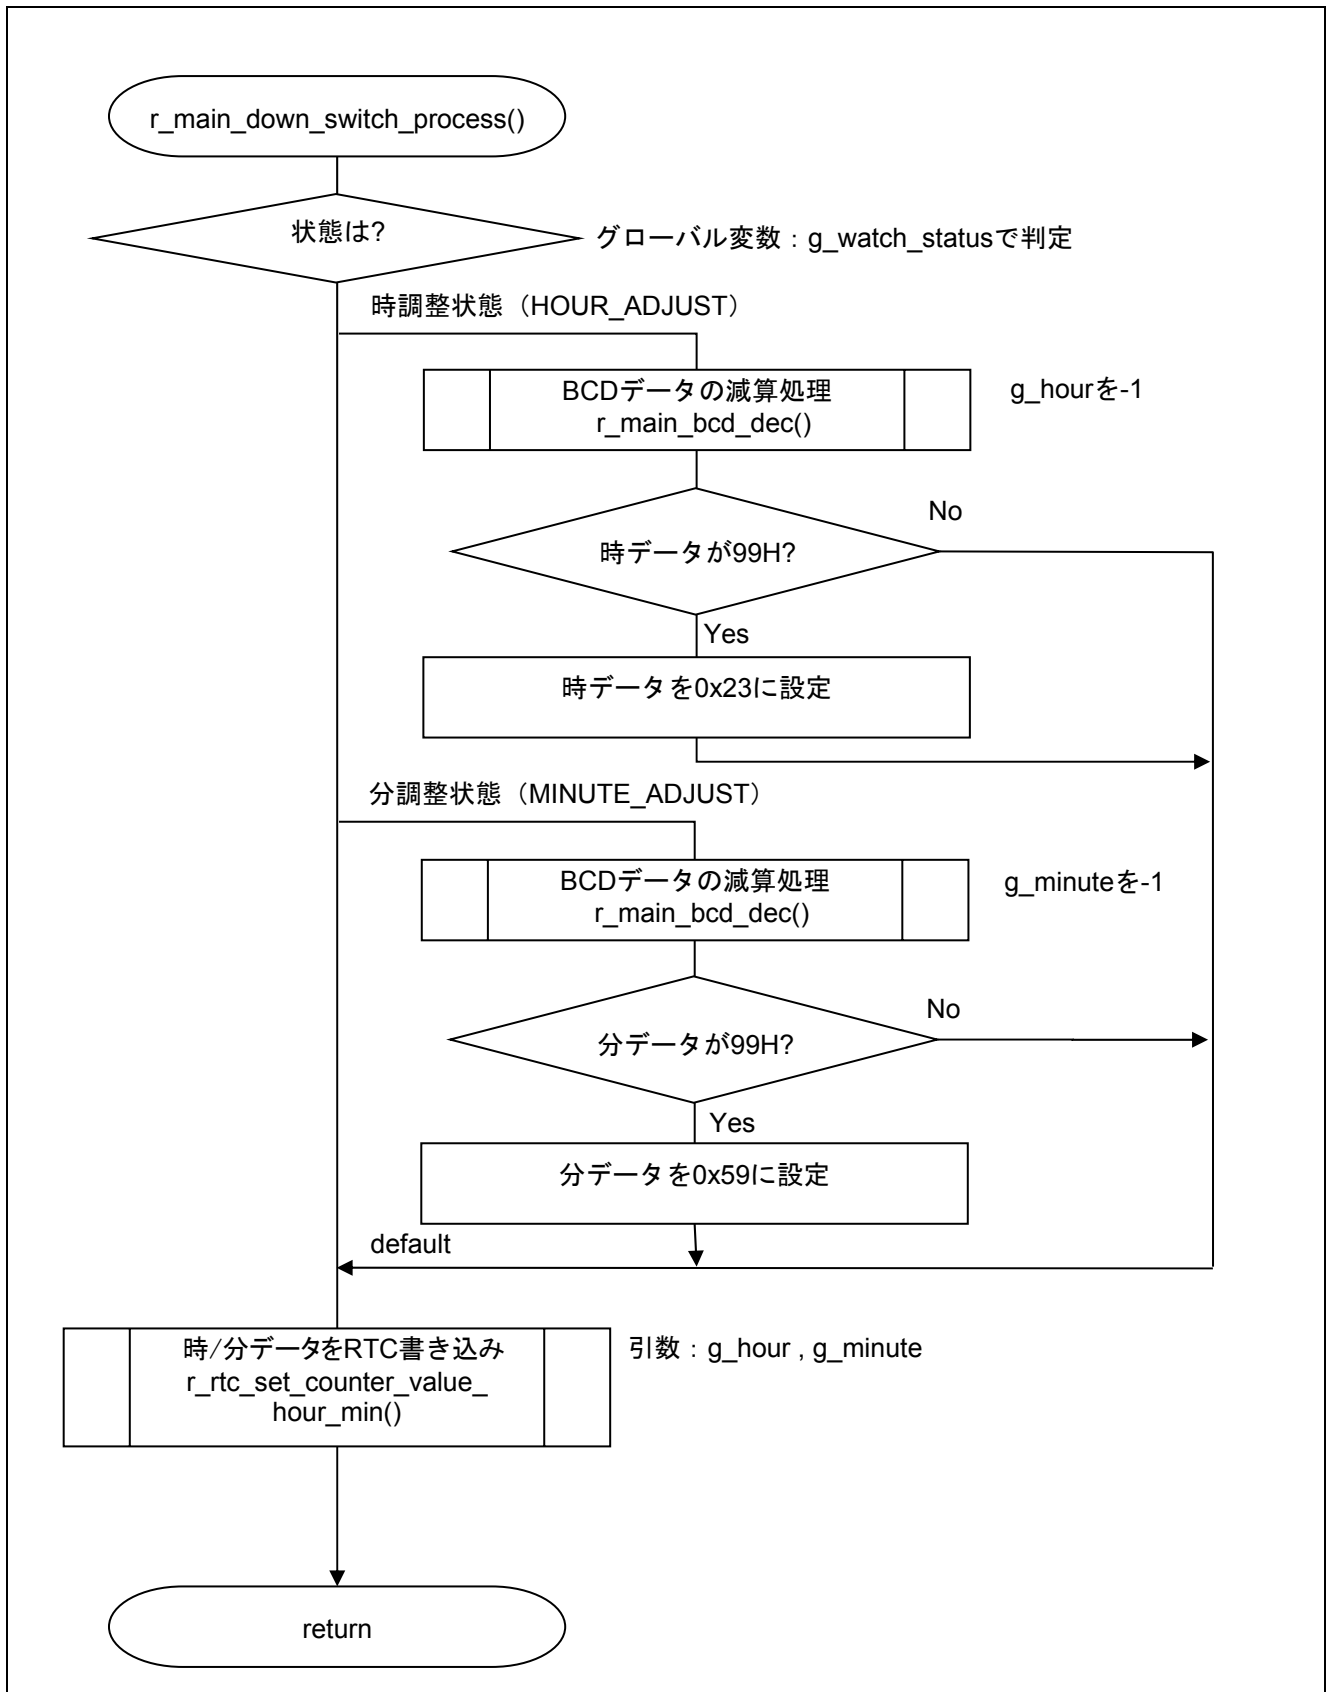 r_main_down_switch_process()
状態は?
グローバル変数：g_watch_statusで判定
時調整状態（HOUR_ADJUST）
BCDデータの減算処理
r_main_bcd_dec()
g_hourを-1
No
時データが99H?
Yes
時データを0x23に設定
分調整状態（MINUTE_ADJUST）
BCDデータの減算処理
r_main_bcd_dec()
g_minuteを-1
No
分データが99H?
Yes
分データを0x59に設定
default
時/分データをRTC書き込み
r_rtc_set_counter_value_
hour_min()
引数：g_hour , g_minute
return